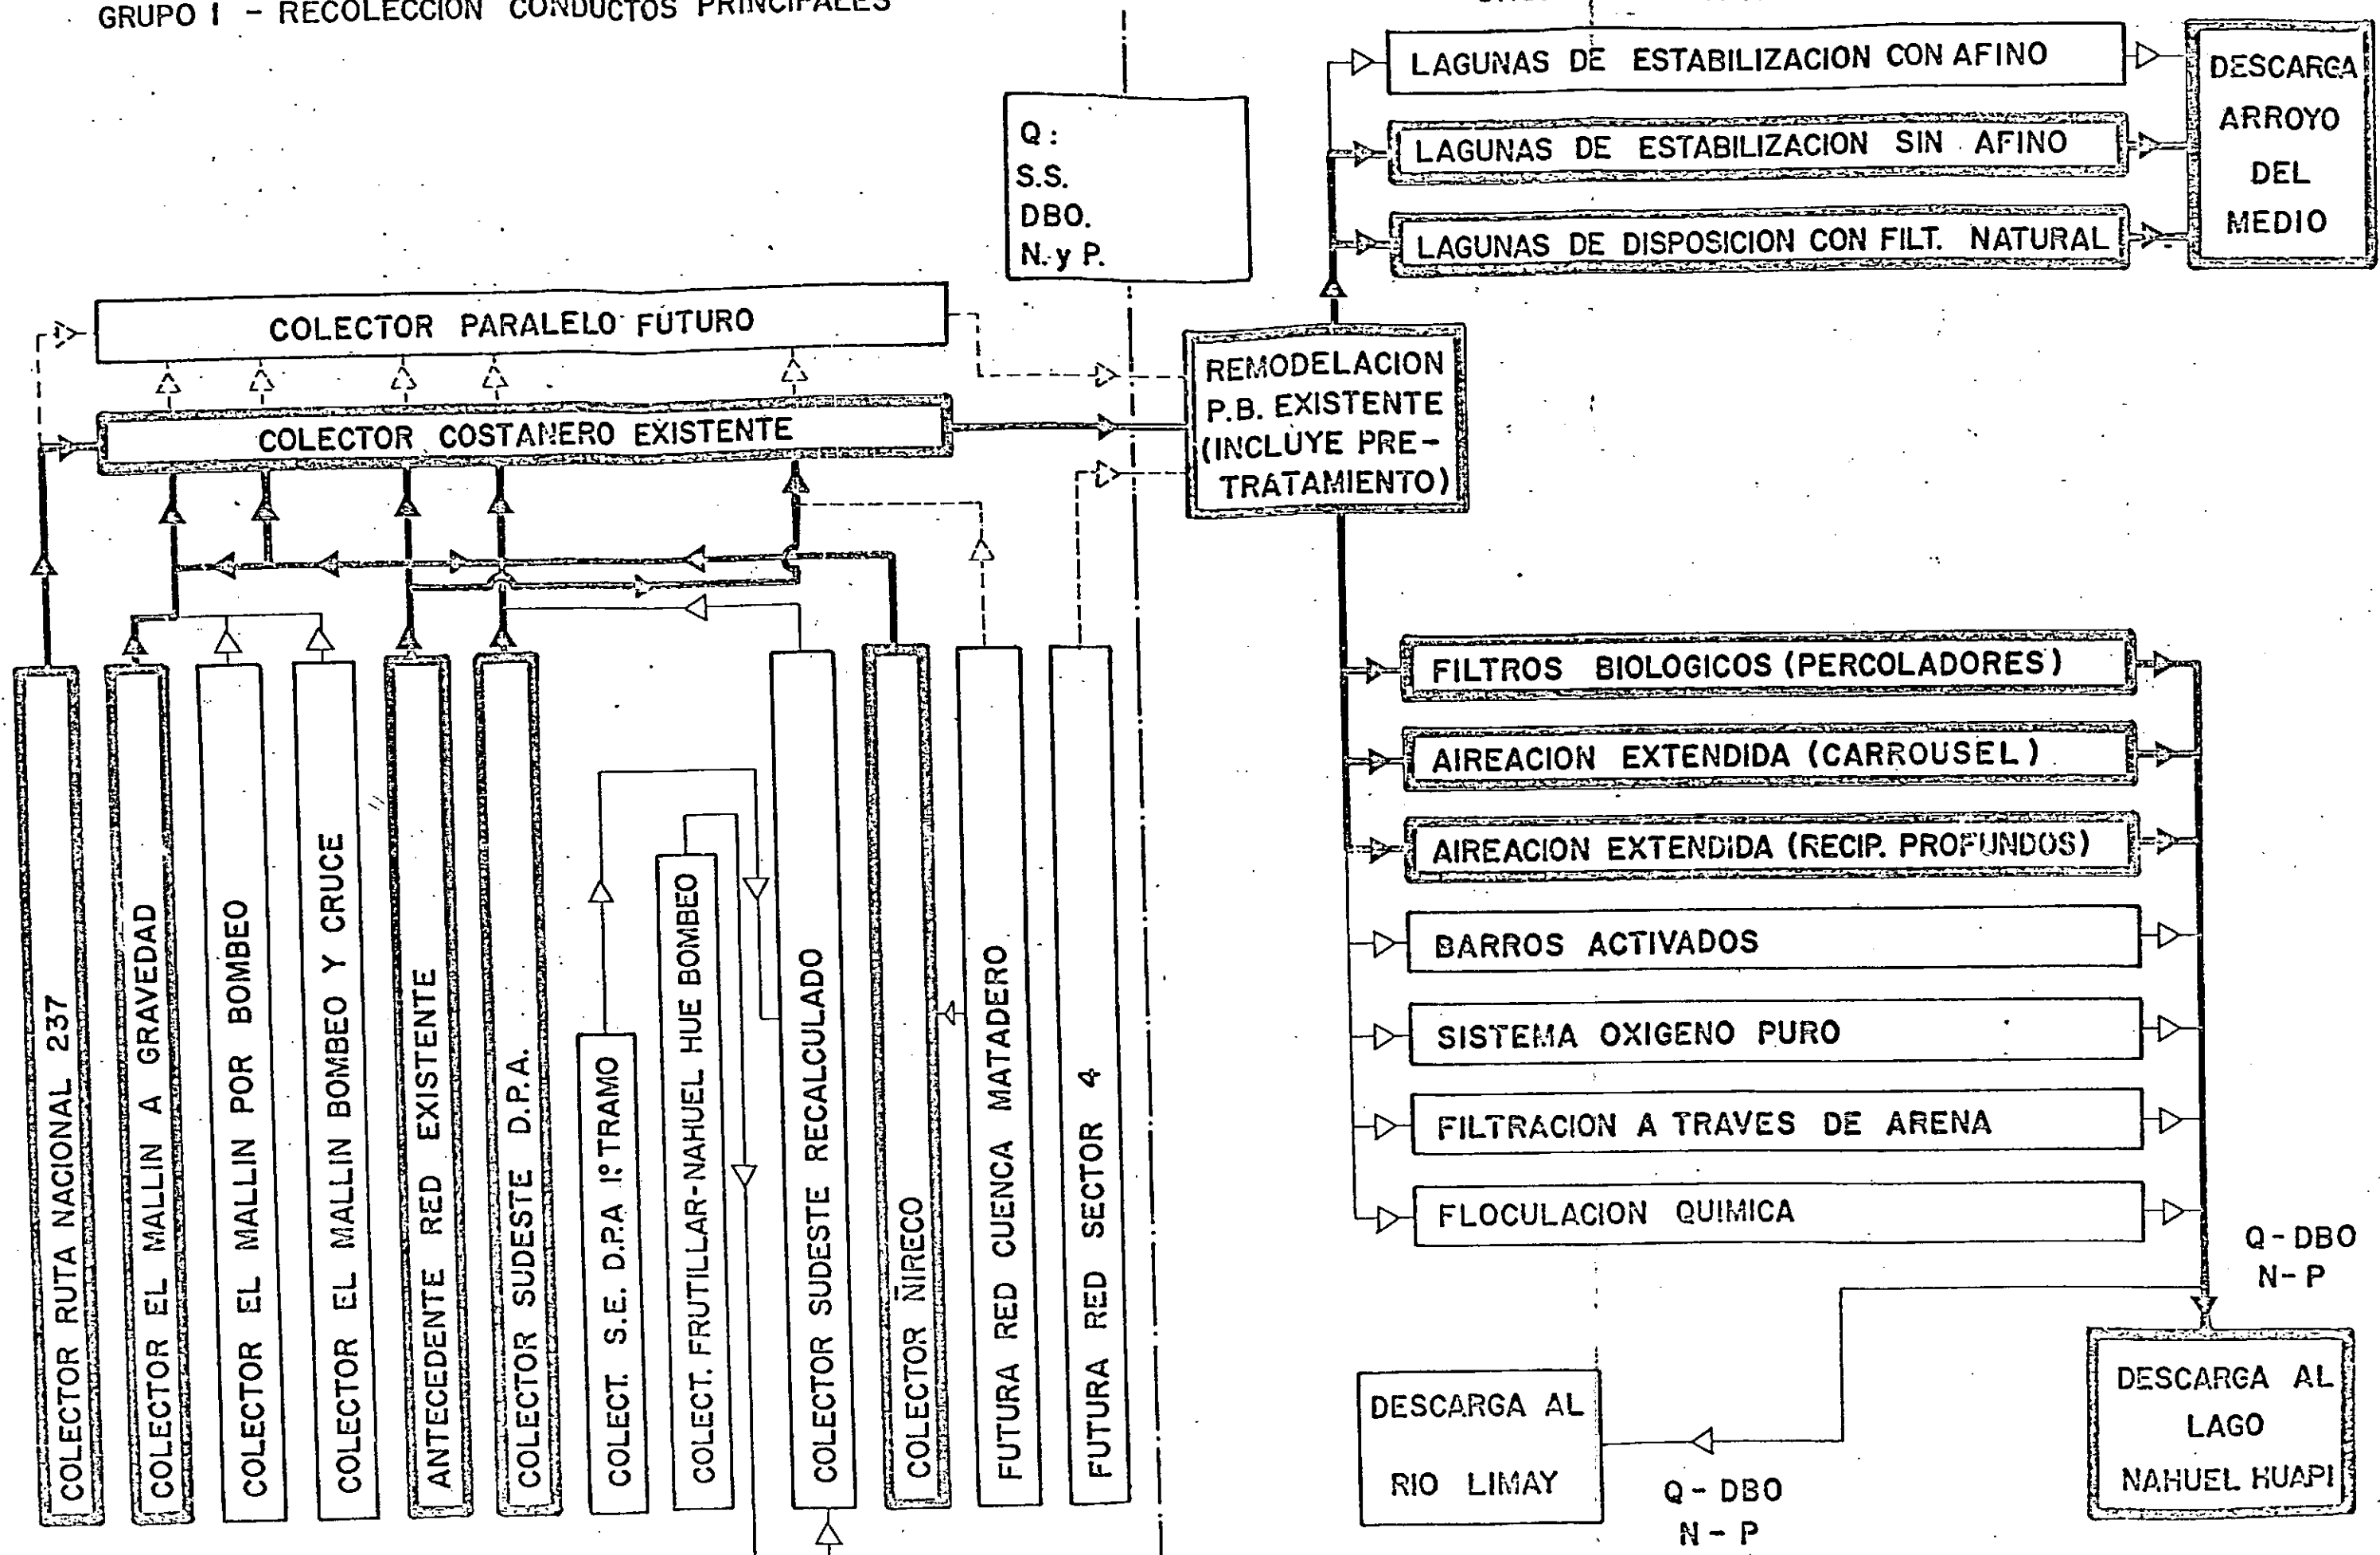 GRUPO I - RECOLECCION CONDUCTOS PRINCIPALES
Q:
S.S.
DBO.
N. y P.
LAGUNAS DE ESTABILIZACION CON AFINO
LAGUNAS DE ESTABILIZACION SIN AFINO
LAGUNAS DE DISPOSICION CON FILT. NATURAL
DESCARGA
ARROYO
DEL
MEDIO
COLECTOR PARALELO FUTURO
COLECTOR COSTANERO EXISTENTE
REMODELACION
P.B. EXISTENTE
(INCLUYE PRE-
TRATAMIENTO)
COLECTOR RUTA NACIONAL 237
COLECTOR EL MALLIN A GRAVEDAD
COLECTOR EL MALLIN POR BOMBEO
COLECTOR EL MALLIN BOMBEO Y CRUCE
ANTECEDENTE RED EXISTENTE
COLECTOR SUDESTE D.P.A.
COLECT. S.E. D.P.A 1º TRAMO
COLECT. FRUTILLAR-NAHUEL HUE BOMBEO
COLECTOR SUDESTE RECALCULADO
COLECTOR ÑIRECO
FUTURA RED CUENCA MATADERO
FUTURA RED SECTOR 4
FILTROS BIOLOGICOS (PERCOLADORES)
AIREACION EXTENDIDA (CARROUSEL)
AIREACION EXTENDIDA (RECIP. PROFUNDOS)
BARROS ACTIVADOS
SISTEMA OXIGENO PURO
FILTRACION A TRAVES DE ARENA
FLOCULACION QUIMICA
Q-DBO
N-P
DESCARGA AL
RIO LIMAY
Q-DBO
N-P
DESCARGA AL
LAGO
NAHUEL HUAPI